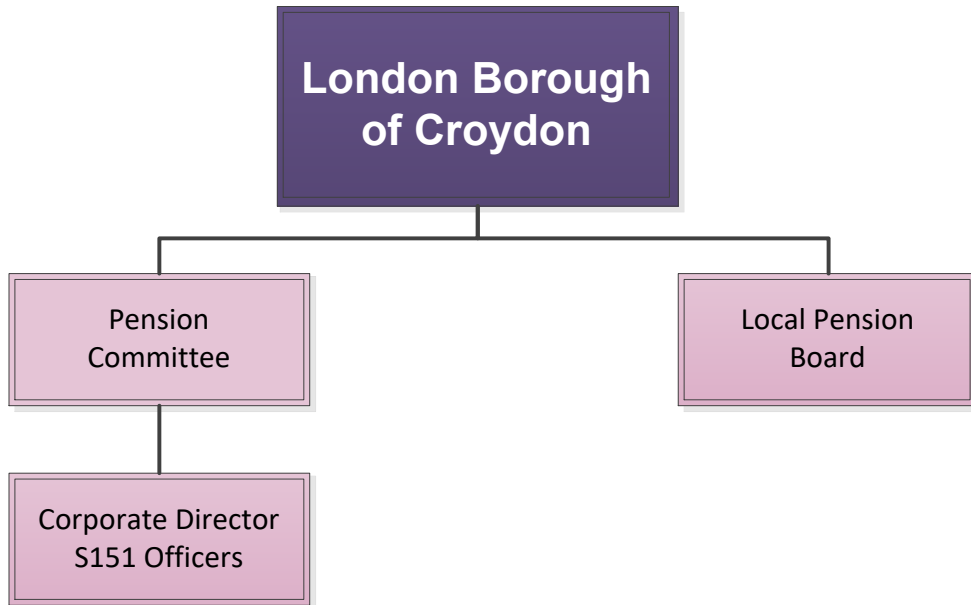 London Borough
of Croydon
Pension
Committee
Local Pension
Board
Corporate Director
S151 Officers